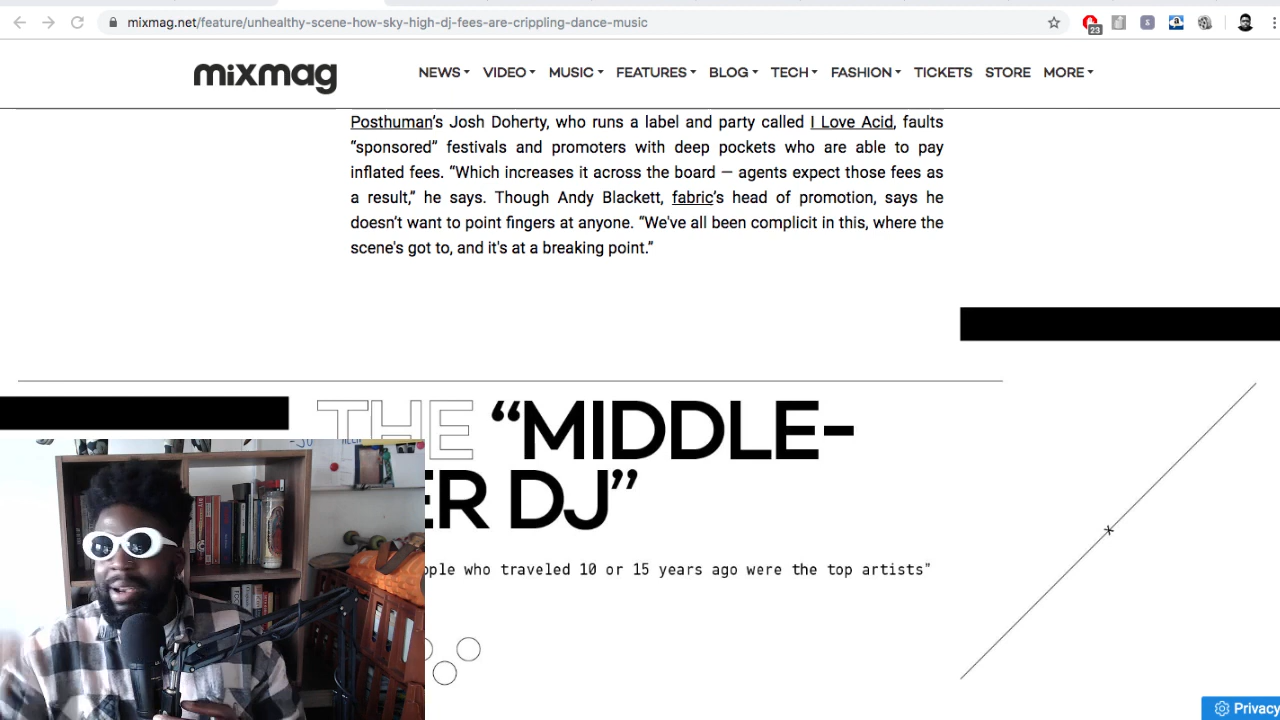 mixmag.net/feature/unhealthy-scene-how-sky-high-dj-fees-are-crippling-dance-music
23
mixmag
NEWS VIDEO MUSIC FEATURES BLOG TECH FASHION TICKETS STORE MORE
Posthuman's Josh Doherty, who runs a label and party called I Love Acid, faults
“sponsored” festivals and promoters with deep pockets who are able to pay
inflated fees. “Which increases it across the board — agents expect those fees as
a result,” he says. Though Andy Blackett, fabric's head of promotion, says he
doesn't want to point fingers at anyone. “We've all been complicit in this, where the
scene's got to, and it's at a breaking point.”
THE “MIDDLE-
ER DJ”
ople who traveled 10 or 15 years ago were the top artists"
Privacy